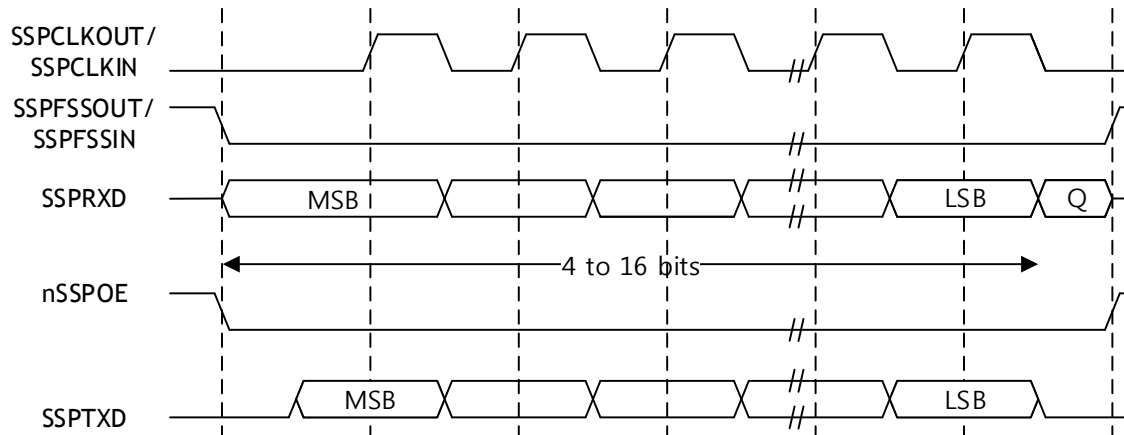 SSPCLKOUT/
SSPCLKIN
SSPFSSOUT/
SSPFSSIN
SSPRXD MSB LSB Q
4 to 16 bits
nSSPOE
SSPTXD MSB LSB